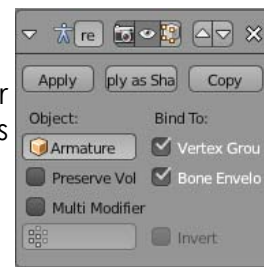 re
Apply ply as Sha Copy
r
Object: Bind To:
s
Armature Vertex Grou
Preserve Vol Bone Envelo
Multi Modifier
Invert